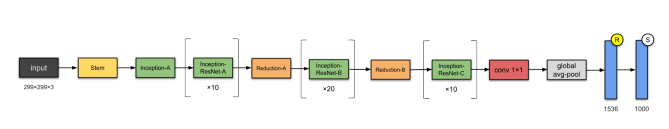 input
299×299×3
Stem
Inception-A
Inception-
ResNet-A
×10
Reduction-A
Inception-
ResNet-B
×20
Reduction-B
Inception-
ResNet-C
×10
conv 1×1
global
avg-pool
R
1536
S
1000